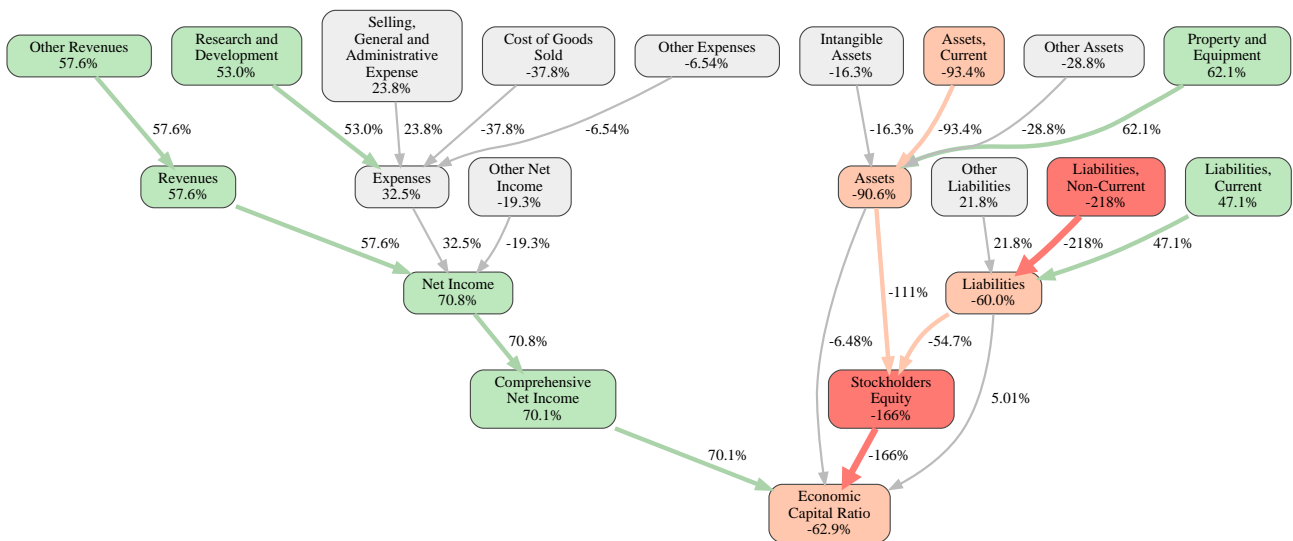 Other Revenues
57.6%
Research and
Development
53.0%
Selling,
General and
Administrative
Expense
23.8%
Cost of Goods
Sold
-37.8%
Other Expenses
-6.54%
Intangible
Assets
-16.3%
Assets,
Current
-93.4%
Other Assets
-28.8%
Property and
Equipment
62.1%
57.6%
53.0%
23.8%
-37.8%
-6.54%
-16.3%
-93.4%
-28.8%
62.1%
Revenues
57.6%
Expenses
32.5%
Other Net
Income
-19.3%
Assets
-90.6%
Other
Liabilities
21.8%
Liabilities,
Non-Current
-218%
Liabilities,
Current
47.1%
57.6%
32.5%
-19.3%
21.8%
-218%
47.1%
Net Income
70.8%
-111%
Liabilities
-60.0%
70.8%
-6.48%
-54.7%
Comprehensive
Net Income
70.1%
Stockholders
Equity
-166%
5.01%
70.1%
-166%
Economic
Capital Ratio
-62.9%